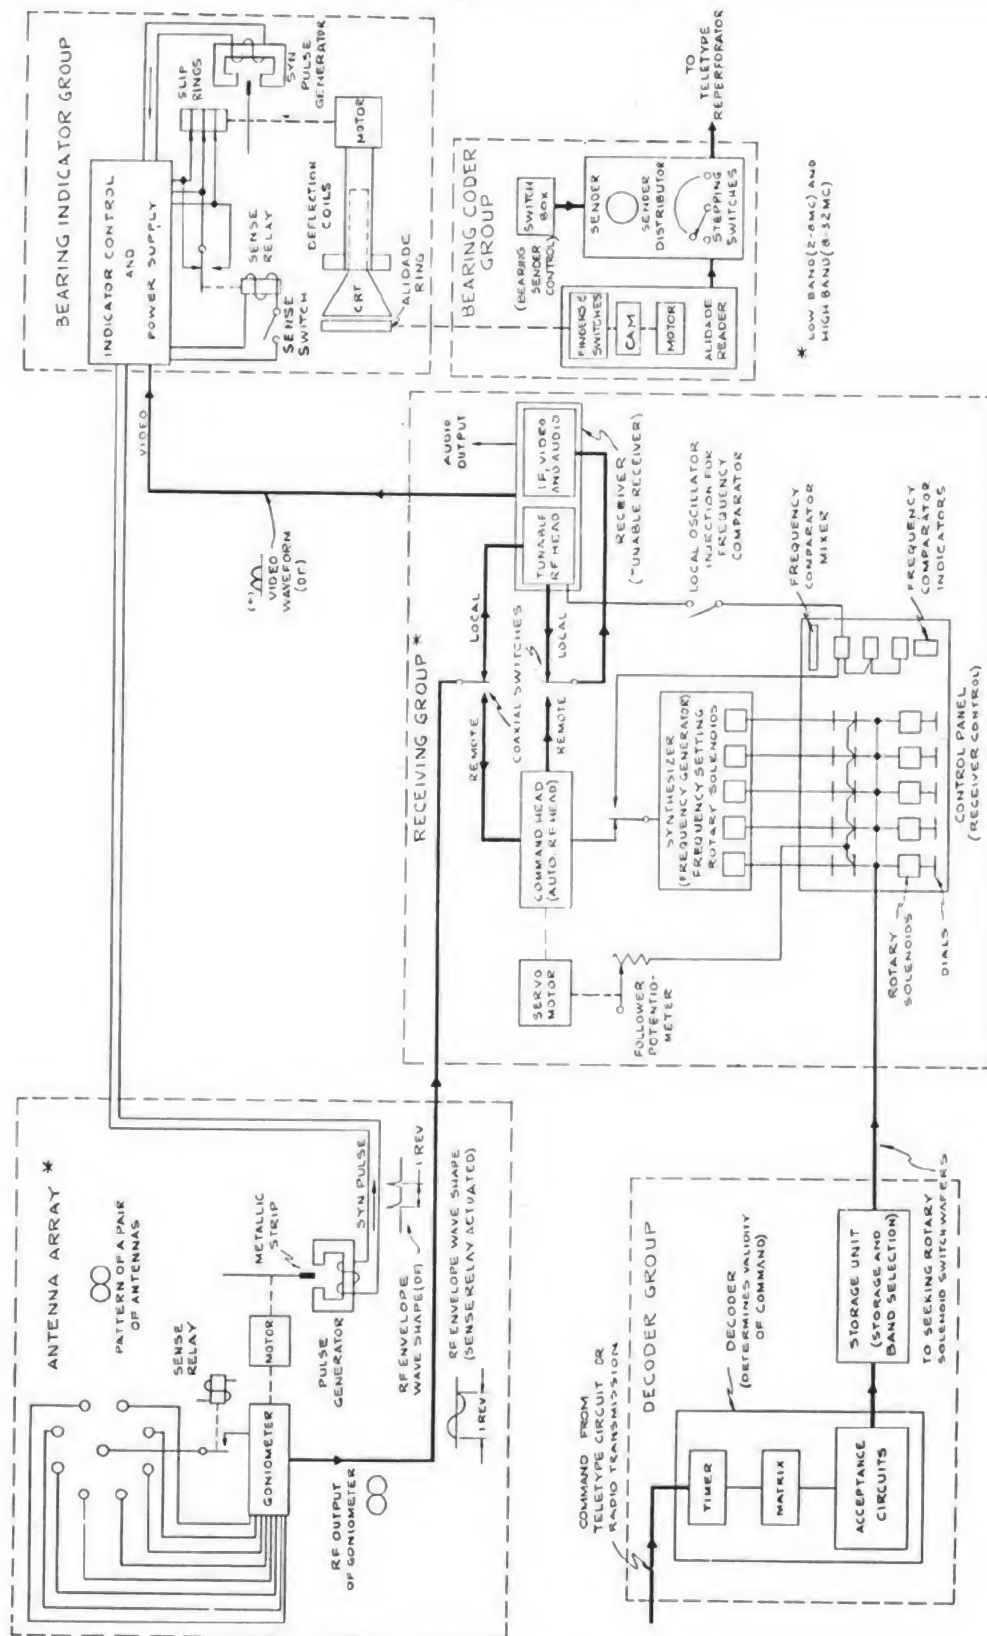 ANTENNA ARRAY *
PATTERN OF A PAIR
OF ANTENNAS
SENSE
RELAY
METALLIC
STRIP
GONIOMETER
MOTOR
PULSE
GENERATOR
SYN PULSE
1 REV
RF ENVELOPE
WAVE SHAPE (DF)
RF ENVELOPE WAVE SHAPE
(SENSE RELAY ACTUATED)
1 REV
RF OUTPUT
OF GONIOMETER
BEARING INDICATOR GROUP
INDICATOR CONTROL
AND
POWER SUPPLY
SLIP
RINGS
SYN
PULSE
GENERATOR
SENSE
RELAY
SENSE
SWITCH
DEFLECTION
COILS
MOTOR
CRT
ALIDADE
RING
VIDEO
(+)
VIDEO
WAVEFORM
(DF)
BEARING CODER
GROUP
SWITCH
BOX
(BEARING
SENDER
CONTROL)
SENDER
SENDER
DISTRIBUTOR
STEPPING
SWITCHES
TO
TELETYPE
REPERFORATOR
FINGERS &
SWITCHES
CAM
MOTOR
ALIDADE
READER
* LOW BAND (2-8MC) AND
HIGH BAND (8-32MC)
RECEIVING GROUP *
AUDIO
OUTPUT
REMOTE
LOCAL
COAXIAL SWITCHES
REMOTE
LOCAL
TUNABLE
RF HEAD
I F, VIDEO
AND AUDIO
RECEIVER
(TUNABLE RECEIVER)
LOCAL OSCILLATOR
INJECTION FOR
FREQUENCY
COMPARATOR
SERVO
MOTOR
COMMAND HEAD
(AUTO. RF HEAD)
FOLLOWER
POTENTIO-
METER
SYNTHESIZER
(FREQUENCY GENERATOR)
FREQUENCY SETTING
ROTARY SOLENOIDS
FREQUENCY
COMPARATOR
MIXER
FREQUENCY
COMPARATOR
INDICATORS
ROTARY
SOLENOIDS
DIALS
CONTROL PANEL
(RECEIVER CONTROL)
COMMAND FROM
TELETYPE CIRCUIT OR
RADIO TRANSMISSION
DECODER GROUP
TIMER
MATRIX
ACCEPTANCE
CIRCUITS
DECODER
(DETERMINES VALIDITY
OF COMMAND)
STORAGE UNIT
(STORAGE AND
BAND SELECTION)
TO SEEKING ROTARY
SOLENOID SWITCH WAFERS